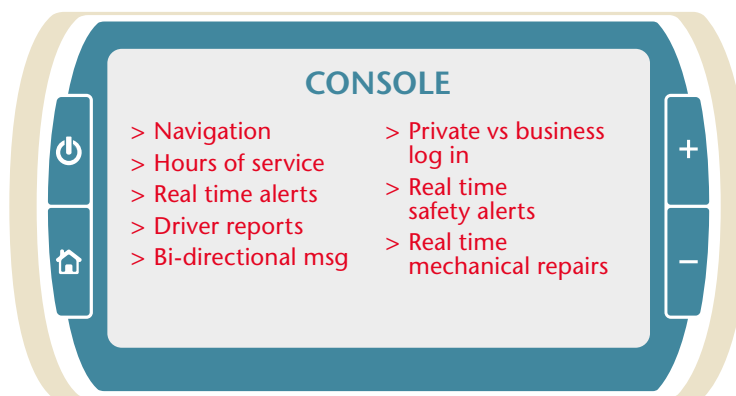 CONSOLE
> Navigation
> Hours of service
> Real time alerts
> Driver reports
> Bi-directional msg
> Private vs business
log in
> Real time
safety alerts
> Real time
mechanical repairs
+
−